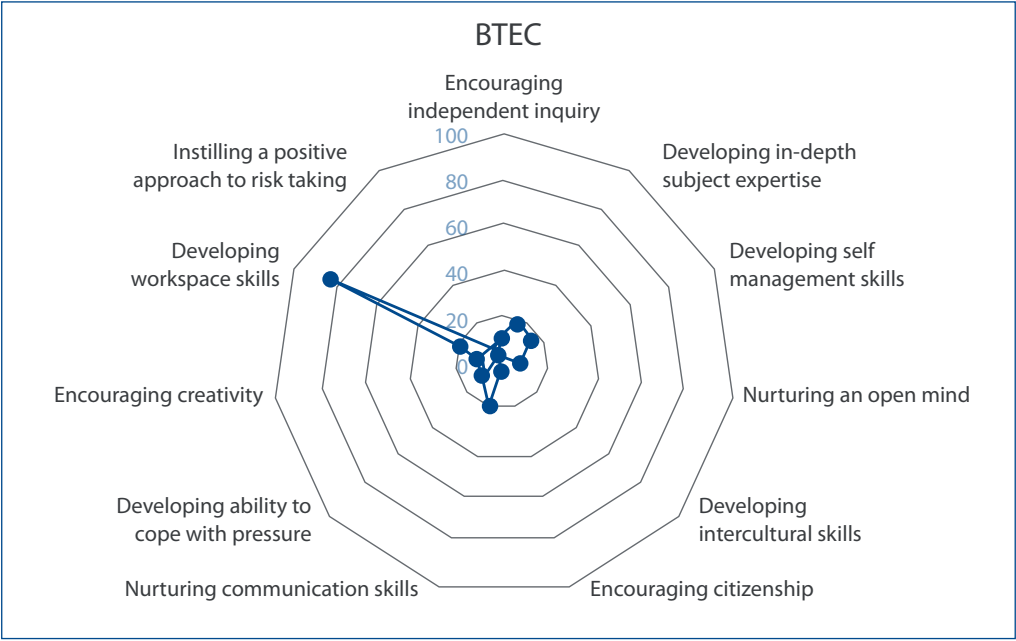 BTEC
Encouraging
independent inquiry
100
80
60
40
20
0
Developing in-depth
subject expertise
Developing self
management skills
Nurturing an open mind
Developing
intercultural skills
Encouraging citizenship
Nurturing communication skills
Developing ability to
cope with pressure
Encouraging creativity
Developing
workspace skills
Instilling a positive
approach to risk taking